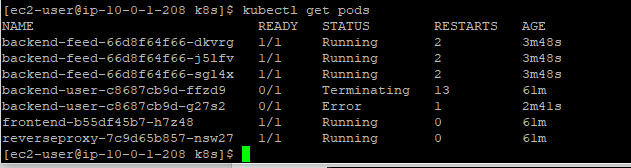 [ec2-user@ip-10-0-1-208 k8s]$ kubectl get pods
NAME READY STATUS RESTARTS AGE
backend-feed-66d8f64f66-dkvrg 1/1 Running 2 3m48s
backend-feed-66d8f64f66-j5lfv 1/1 Running 2 3m48s
backend-feed-66d8f64f66-sgl4x 1/1 Running 2 3m48s
backend-user-c8687cb9d-ffzd9 0/1 Terminating 13 61m
backend-user-c8687cb9d-g27s2 0/1 Error 1 2m41s
frontend-b55df45b7-h7z48 1/1 Running 0 61m
reverseproxy-7c9d65b857-nsw27 1/1 Running 0 61m
[ec2-user@ip-10-0-1-208 k8s]$